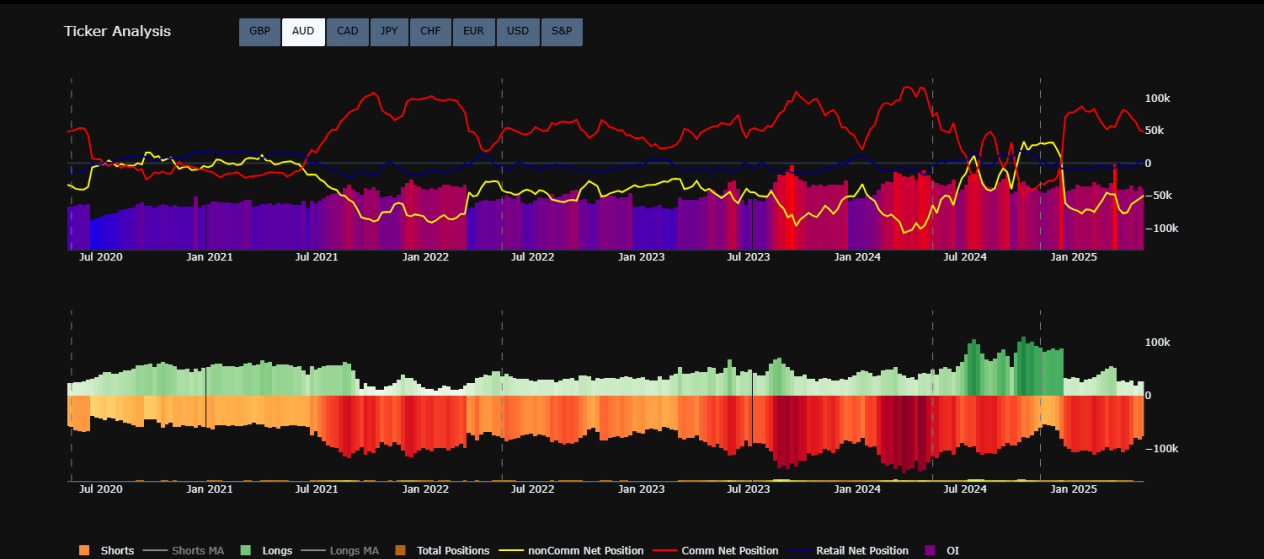 Ticker Analysis
GBP AUD CAD JPY CHF EUR USD S&P
100k
50k
0
−50k
−100k
Jul 2020 Jan 2021 Jul 2021 Jan 2022 Jul 2022 Jan 2023 Jul 2023 Jan 2024 Jul 2024 Jan 2025
100k
0
−100k
Jul 2020 Jan 2021 Jul 2021 Jan 2022 Jul 2022 Jan 2023 Jul 2023 Jan 2024 Jul 2024 Jan 2025
Shorts Shorts MA Longs Longs MA Total Positions nonComm Net Position Comm Net Position Retail Net Position OI